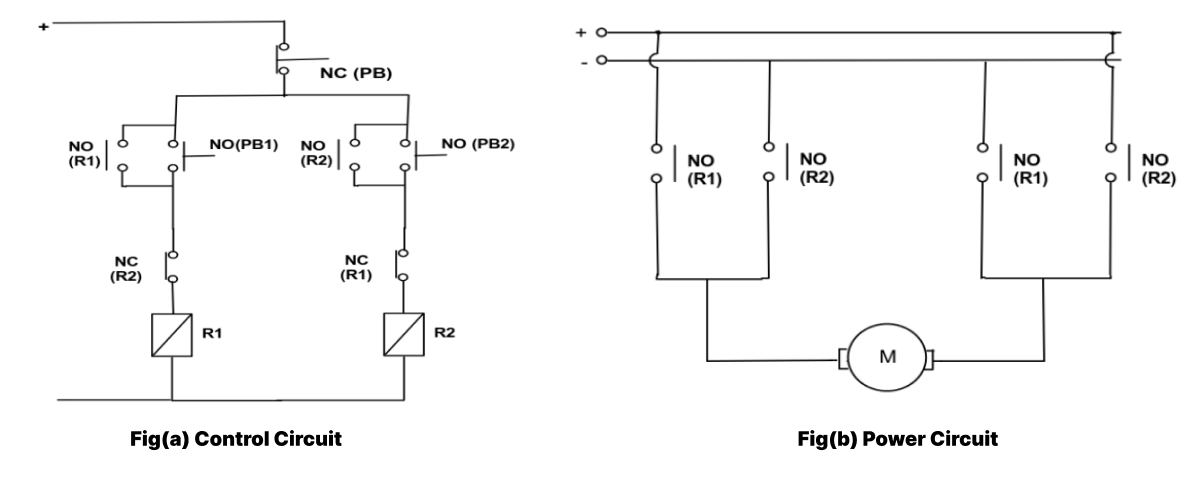 +
NC (PB)
NO
(R1)
NO(PB1)
NO
(R2)
NO (PB2)
NC
(R2)
NC
(R1)
R1
R2
Fig(a) Control Circuit
+
-
NO
(R1)
NO
(R2)
NO
(R1)
NO
(R2)
M
Fig(b) Power Circuit